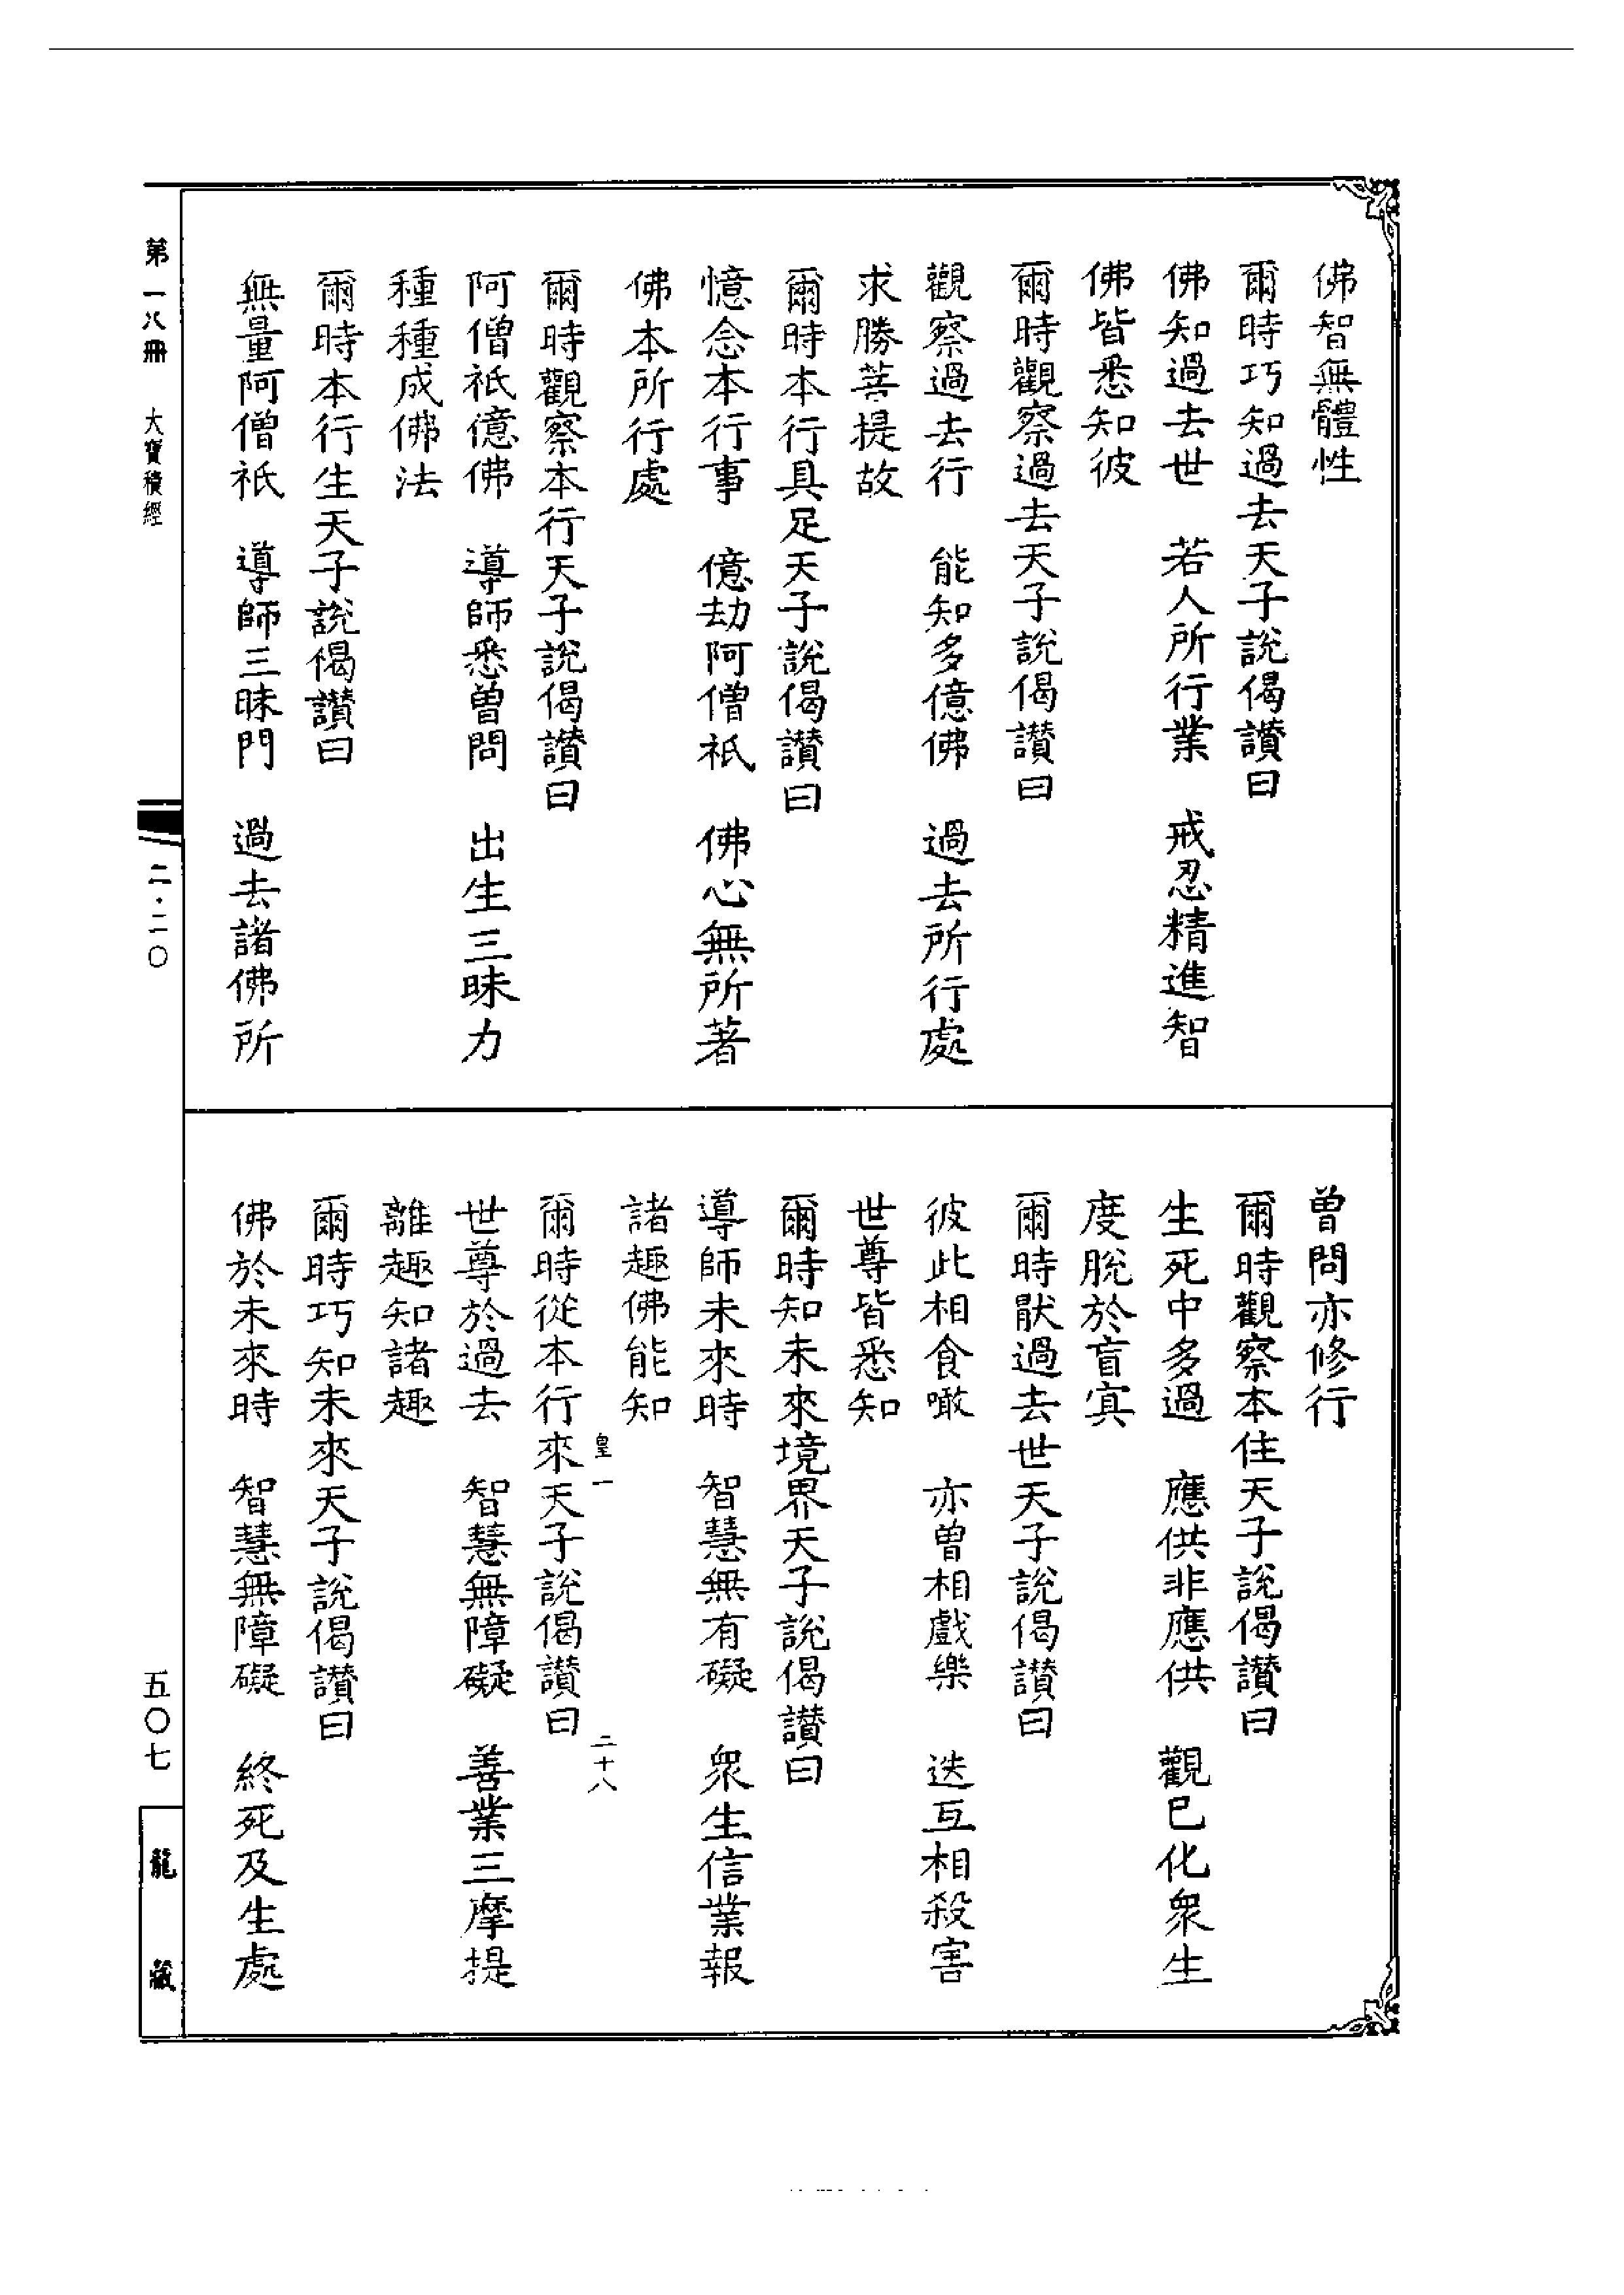 佛智無體性
爾時巧知過去天子說偈讚曰
佛知過去世　若人所行業　戒忍精進智
佛皆悉知彼
爾時觀察過去天子說偈讚曰
觀察過去行　能知多億佛　過去所行處
求勝菩提故
爾時本行具足天子說偈讚曰
憶念本行事　億劫阿僧祇　佛心無所著
佛本所行處
爾時觀察本行天子說偈讚曰
阿僧祇億佛　導師悉曾問　出生三昧力
種種成佛法
爾時本行生天子說偈讚曰
無量阿僧祇　導師三昧門　過去諸佛所
曾問亦修行
爾時觀察本住天子說偈讚曰
生死中多過　應供非應供　觀已化衆生
度脫於盲冥
爾時厭過去世天子說偈讚曰
彼此相食噉　亦曾相戲樂　迭互相殺害
世尊皆悉知
爾時知未來境界天子說偈讚曰
導師未來時　智慧無有礙　衆生信業報
諸趣佛能知
皇一　二十八
爾時從本行來天子說偈讚曰
世尊於過去　智慧無障礙　善業三摩提
離趣知諸趣
爾時巧知未來天子說偈讚曰
佛於未來時　智慧無障礙　終死及生處
第一八冊　大寶積經　二·二〇　五〇七　龍藏